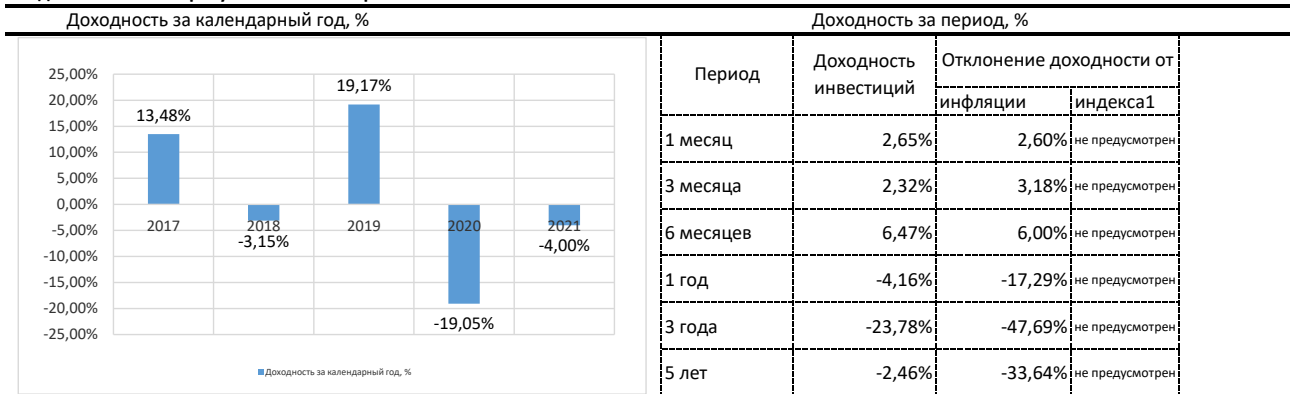 Доходность за календарный год, %
Доходность за период, %
25,00%
20,00%
15,00%
10,00%
5,00%
0,00%
-5,00%
-10,00%
-15,00%
-20,00%
-25,00%
13,48%
-3,15%
19,17%
-19,05%
-4,00%
2017 2018 2019 2020 2021
Доходность за календарный год, %
Период Доходность инвестиций Отклонение доходности от
инфляции индекса1
1 месяц 2,65% 2,60% не предусмотрен
3 месяца 2,32% 3,18% не предусмотрен
6 месяцев 6,47% 6,00% не предусмотрен
1 год -4,16% -17,29% не предусмотрен
3 года -23,78% -47,69% не предусмотрен
5 лет -2,46% -33,64% не предусмотрен